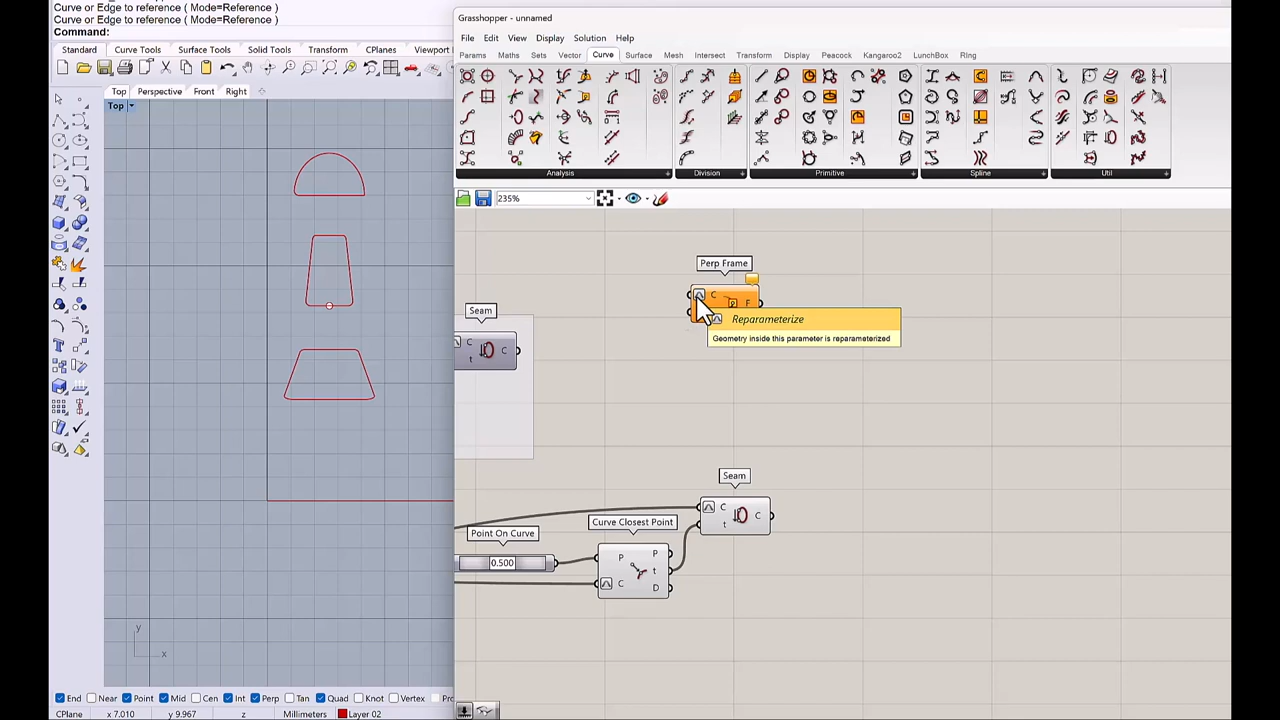 Curve or Edge to reference ( Mode=Reference )
Curve or Edge to reference ( Mode=Reference )
Command:
Standard Curve Tools Surface Tools Solid Tools Transform CPlanes Viewport
Top Perspective Front Right
Top
y
x
End Near Point Mid Cen Int Perp Tan Quad Knot Vertex
CPlane x 7.010 y 9.967 z Millimeters Layer 02
Grasshopper - unnamed
File Edit View Display Solution Help
Params Maths Sets Vector Curve Surface Mesh Intersect Transform Display Peacock Kangaroo2 LunchBox RIng
Analysis Division Primitive Spline Util
235%
Perp Frame
C
F
Reparameterize
Geometry inside this parameter is reparameterized
Seam
C
t C
Seam
C
t C
Point On Curve
0.500
Curve Closest Point
P P
t
C D